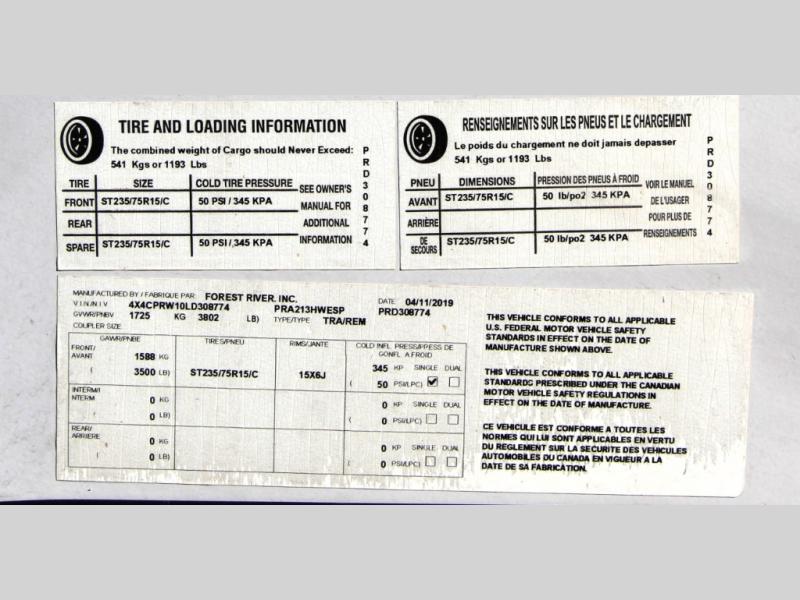 TIRE AND LOADING INFORMATION
The combined weight of Cargo should Never Exceed:
541 Kgs or 1193 Lbs
TIRE SIZE COLD TIRE PRESSURE
FRONT ST235/75R15/C 50 PSI / 345 KPA
REAR
SPARE ST235/75R15/C 50 PSI / 345 KPA
SEE OWNER'S
MANUAL FOR
ADDITIONAL
INFORMATION
PRD308774
RENSEIGNEMENTS SUR LES PNEUS ET LE CHARGEMENT
Le poids du chargement ne doit jamais depasser
541 Kgs or 1193 Lbs
PNEU DIMENSIONS PRESSION DES PNEUS À FROID
AVANT ST235/75R15/C 50 lb/po2 345 KPA
ARRIÈRE
DE SECOURS ST235/75R15/C 50 lb/po2 345 KPA
VOIR LE MANUEL
DE L'USAGER
POUR PLUS DE
RENSEIGNEMENTS
PRD308774
MANUFACTURED BY / FABRIQUE PAR: FOREST RIVER, INC. DATE 04/11/2019
V.I.N./N.I.V 4X4CPRW10LD308774 PRA213HWESP PRD308774
GVWR/PNBV 1725 KG 3802 LB) TYPE/TYPE TRA/REM
COUPLER SIZE
GAWR/PNBE TIRES/PNEU RIMS/JANTE COLD INFL. PRESS/PRESS DE GONFL. A FROID
FRONT/ AVANT 1588 KG 345 KP SINGLE DUAL
( 3500 LB) ST235/75R15/C 15X6J ( 50 PSI/LPC)
INTERM/I NTERM 0 KG 0 KP SINGLE DUAL
( 0 LB) ( 0 PSI/LPC)
REAR/ ARRIERE 0 KG 0 KP SINGLE DUAL
( 0 LB) ( 0 PSI/LPC)
THIS VEHICLE CONFORMS TO ALL APPLICABLE
U.S. FEDERAL MOTOR VEHICLE SAFETY
STANDARDS IN EFFECT ON THE DATE OF
MANUFACTURE SHOWN ABOVE.
THIS VEHICLE CONFORMS TO ALL APPLICABLE
STANDARDS PRESCRIBED UNDER THE CANADIAN
MOTOR VEHICLE SAFETY REGULATIONS IN
EFFECT ON THE DATE OF MANUFACTURE.
CE VEHICULE EST CONFORME A TOUTES LES
NORMES QUI LUI SONT APPLICABLES EN VERTU
DU REGLEMENT SUR LA SECURITE DES VEHICULES
AUTOMOBILES DU CANADA EN VIGUEUR A LA
DATE DE SA FABRICATION.